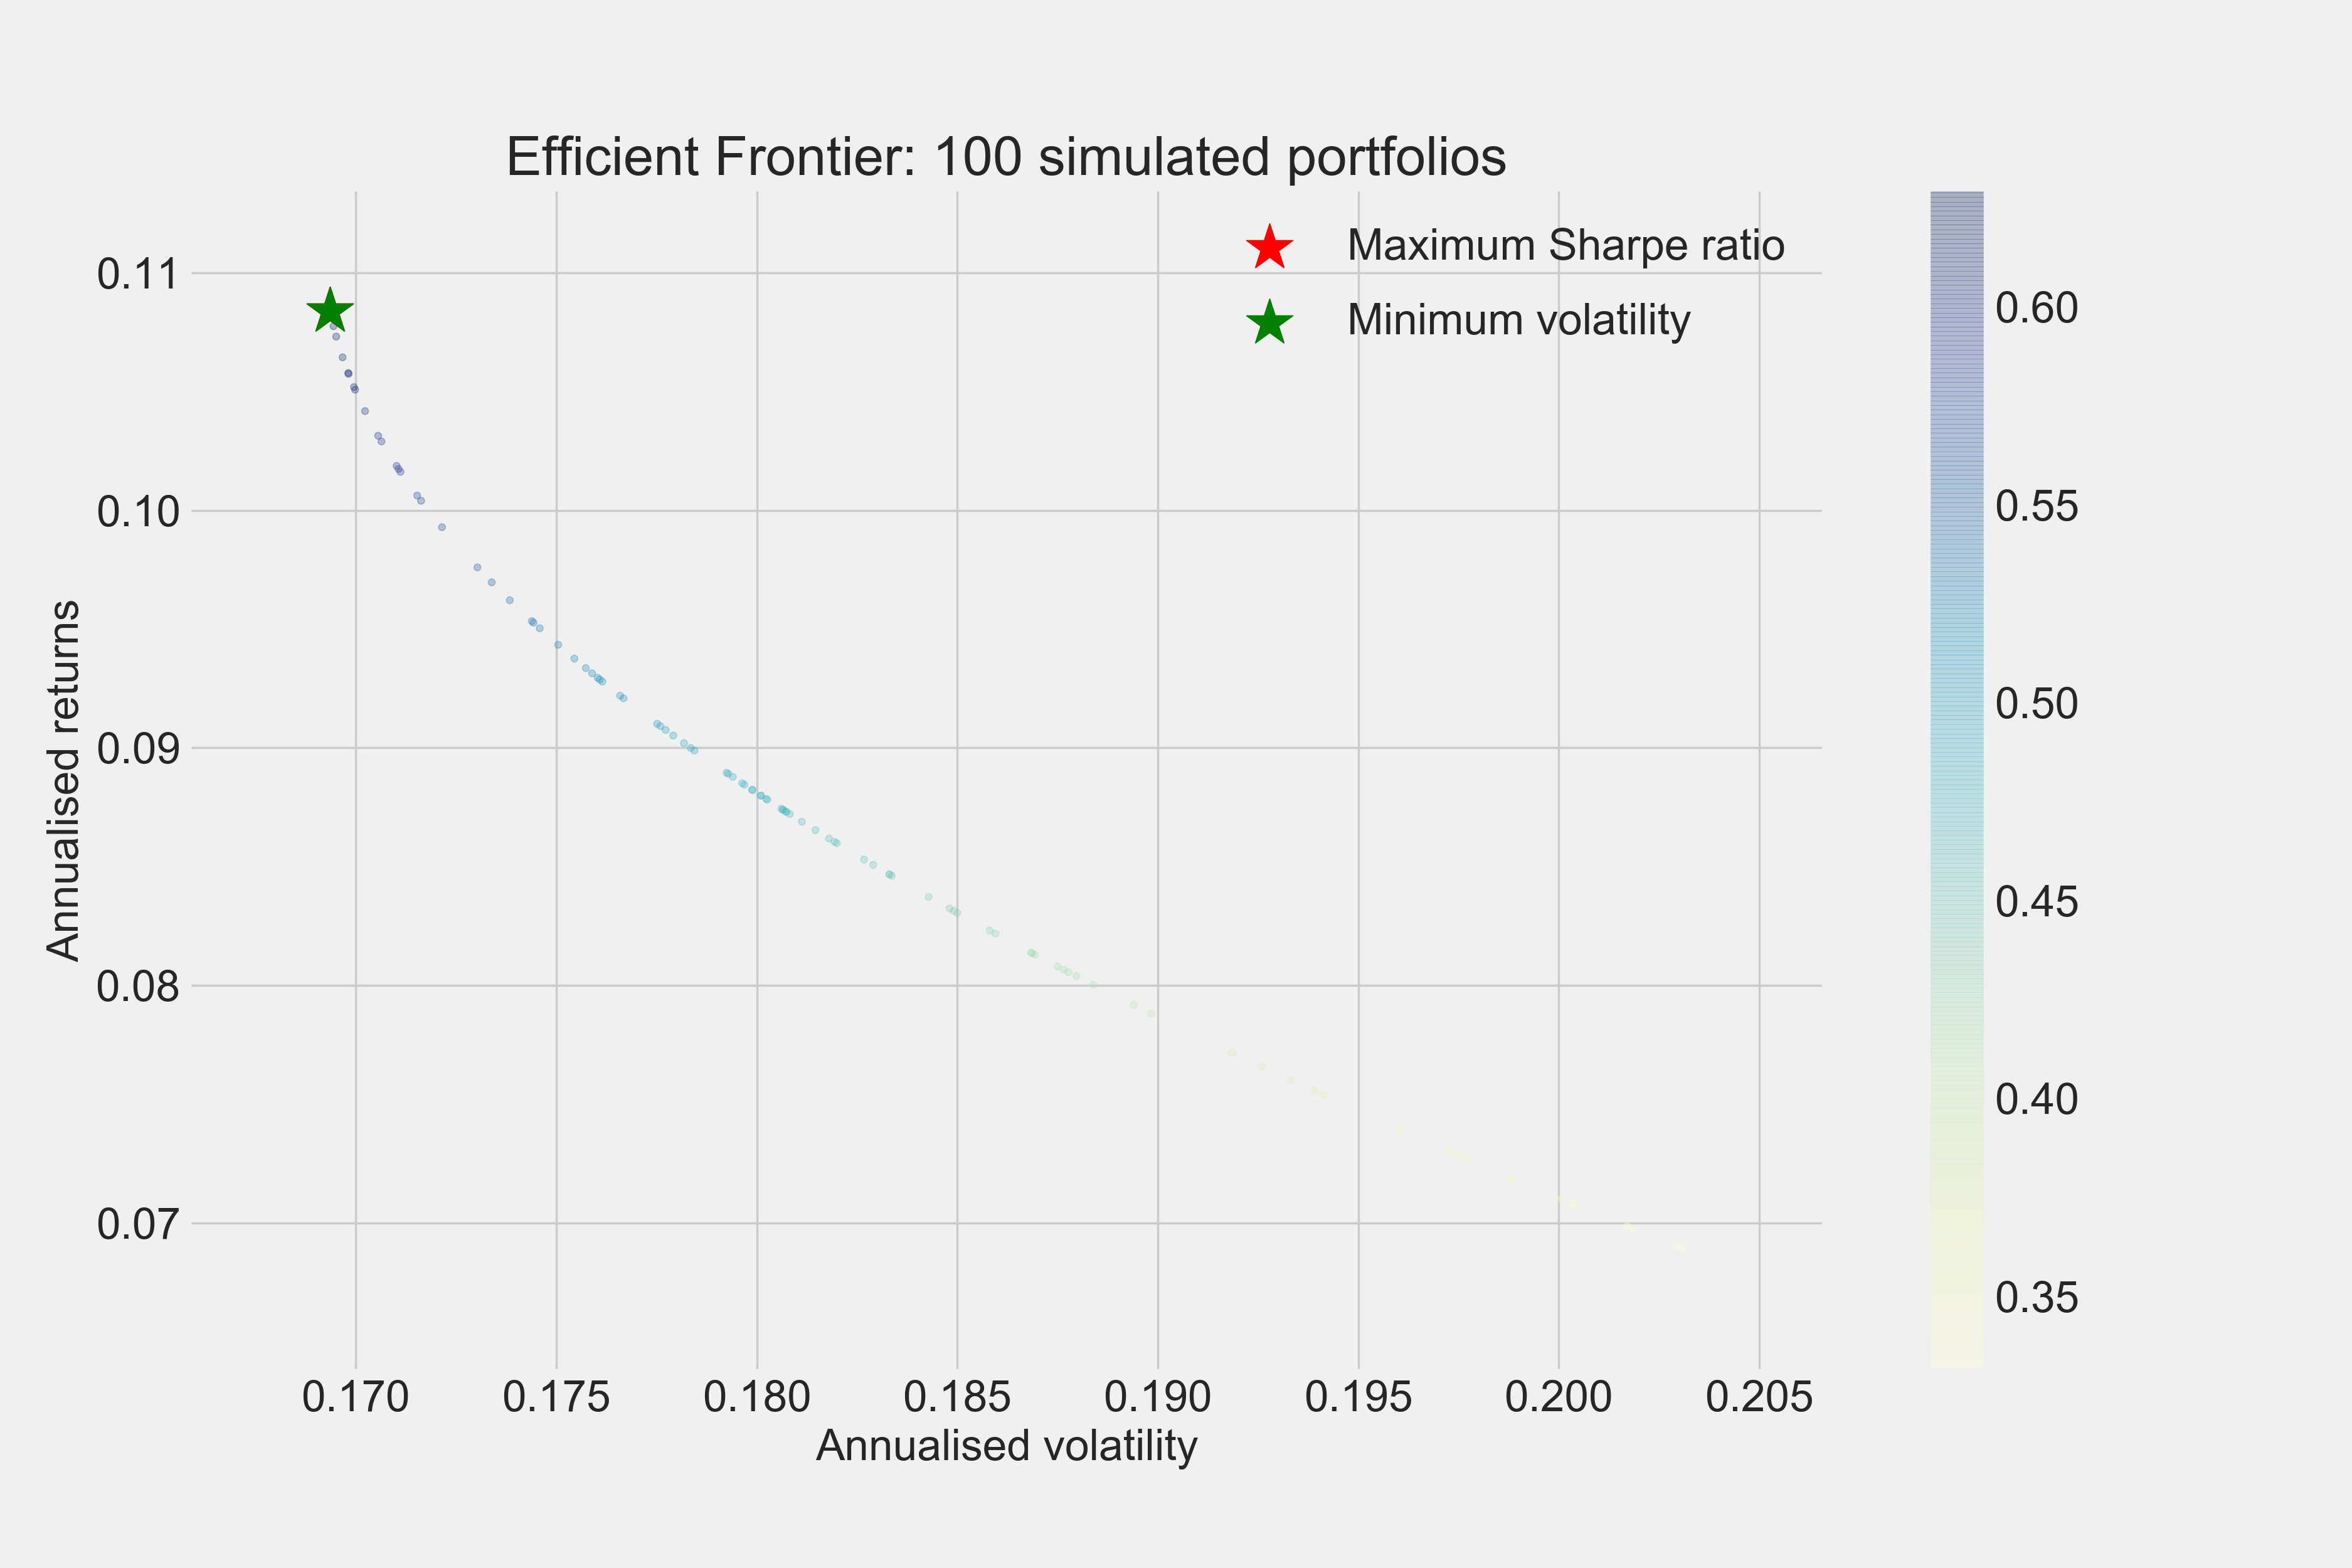 Efficient Frontier: 100 simulated portfolios
Maximum Sharpe ratio
Minimum volatility
0.11
0.10
0.09
0.08
0.07
Annualised returns
0.170 0.175 0.180 0.185 0.190 0.195 0.200 0.205
Annualised volatility
0.60
0.55
0.50
0.45
0.40
0.35